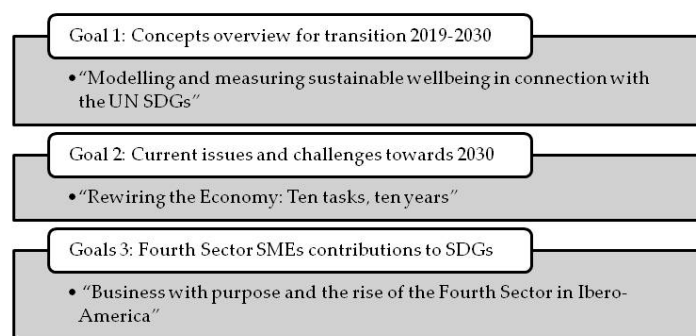 Goal 1: Concepts overview for transition 2019-2030
• “Modelling and measuring sustainable wellbeing in connection with
the UN SDGs”
Goal 2: Current issues and challenges towards 2030
• “Rewiring the Economy: Ten tasks, ten years”
Goals 3: Fourth Sector SMEs contributions to SDGs
• “Business with purpose and the rise of the Fourth Sector in Ibero-
America”